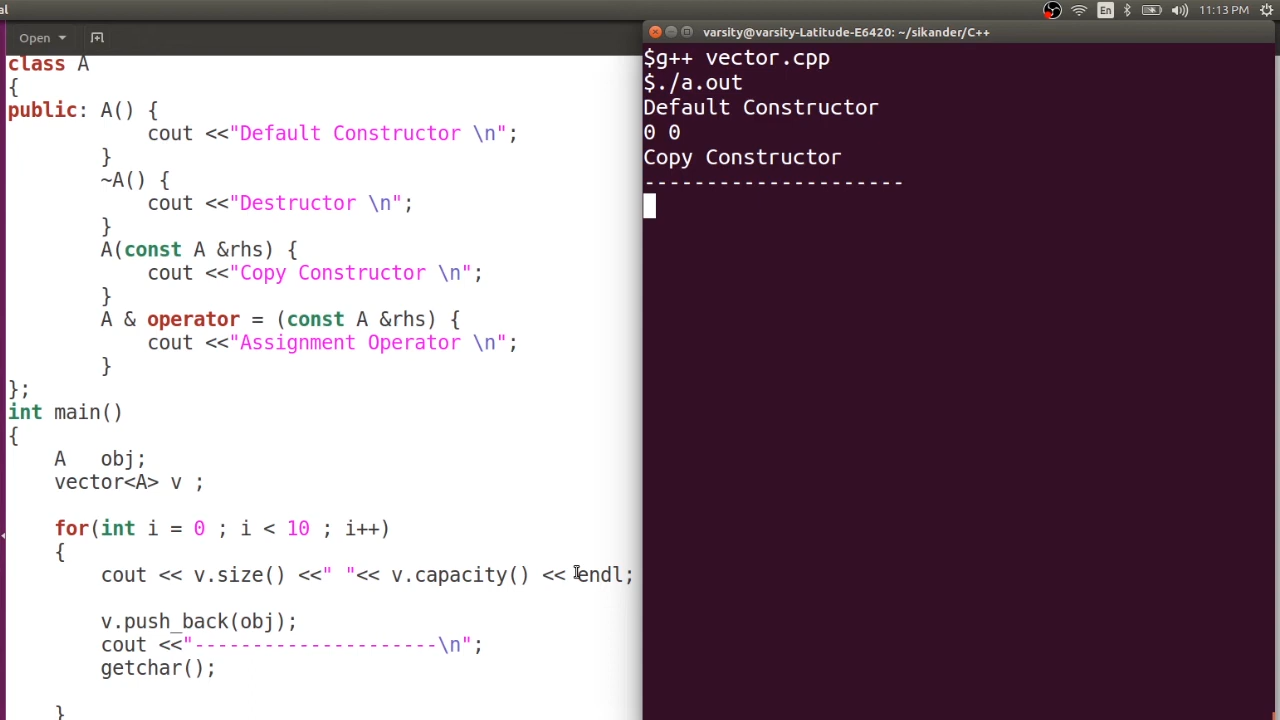 al
En
11:13 PM
Open
varsity@varsity-Latitude-E6420: ~/sikander/C++
class A
{
public: A() {
cout <<"Default Constructor \n";
}
~A() {
cout <<"Destructor \n";
}
A(const A &rhs) {
cout <<"Copy Constructor \n";
}
A & operator = (const A &rhs) {
cout <<"Assignment Operator \n";
}
};
int main()
{
A   obj;
vector<A> v ;
for(int i = 0 ; i < 10 ; i++)
{
cout << v.size() <<" "<< v.capacity() << endl;
v.push_back(obj);
cout <<"---------------------\n";
getchar();
}
$g++ vector.cpp
$./a.out
Default Constructor
0 0
Copy Constructor
---------------------